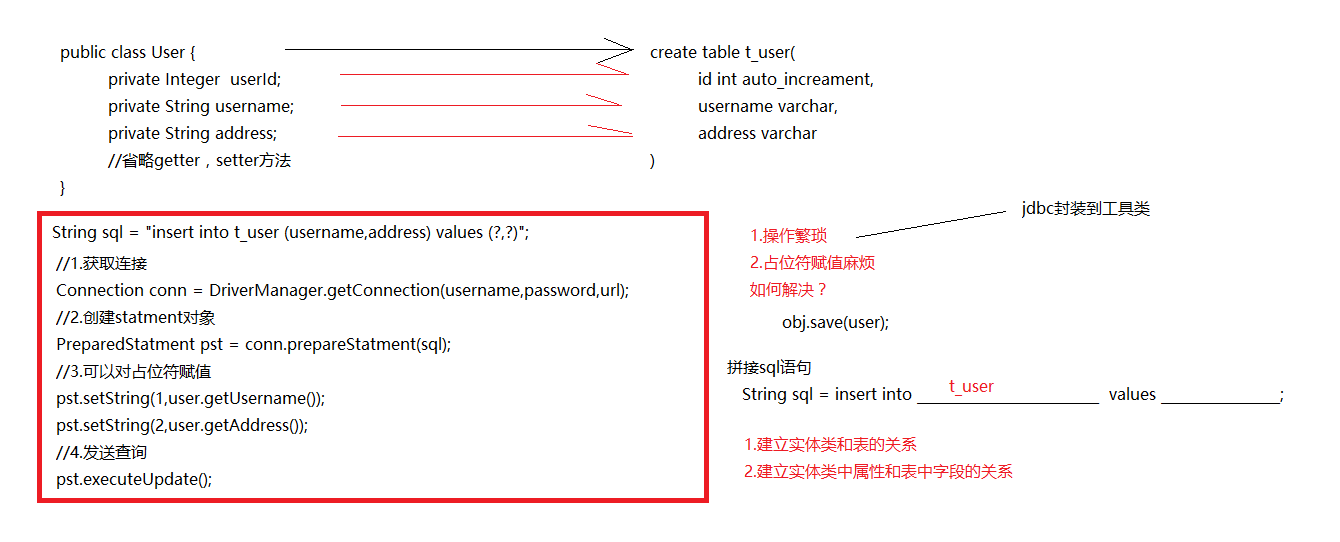 public class User {
private Integer userId;
private String username;
private String address;
//省略getter，setter方法
}
create table t_user(
id int auto_increament,
username varchar,
address varchar
)
String sql = "insert into t_user (username,address) values (?,?)";
//1.获取连接
Connection conn = DriverManager.getConnection(username,password,url);
//2.创建statment对象
PreparedStatment pst = conn.prepareStatment(sql);
//3.可以对占位符赋值
pst.setString(1,user.getUsername());
pst.setString(2,user.getAddress());
//4.发送查询
pst.executeUpdate();
jdbc封装到工具类
1.操作繁琐
2.占位符赋值麻烦
如何解决？
obj.save(user);
拼接sql语句
String sql = insert into t_user values ;
1.建立实体类和表的关系
2.建立实体类中属性和表中字段的关系